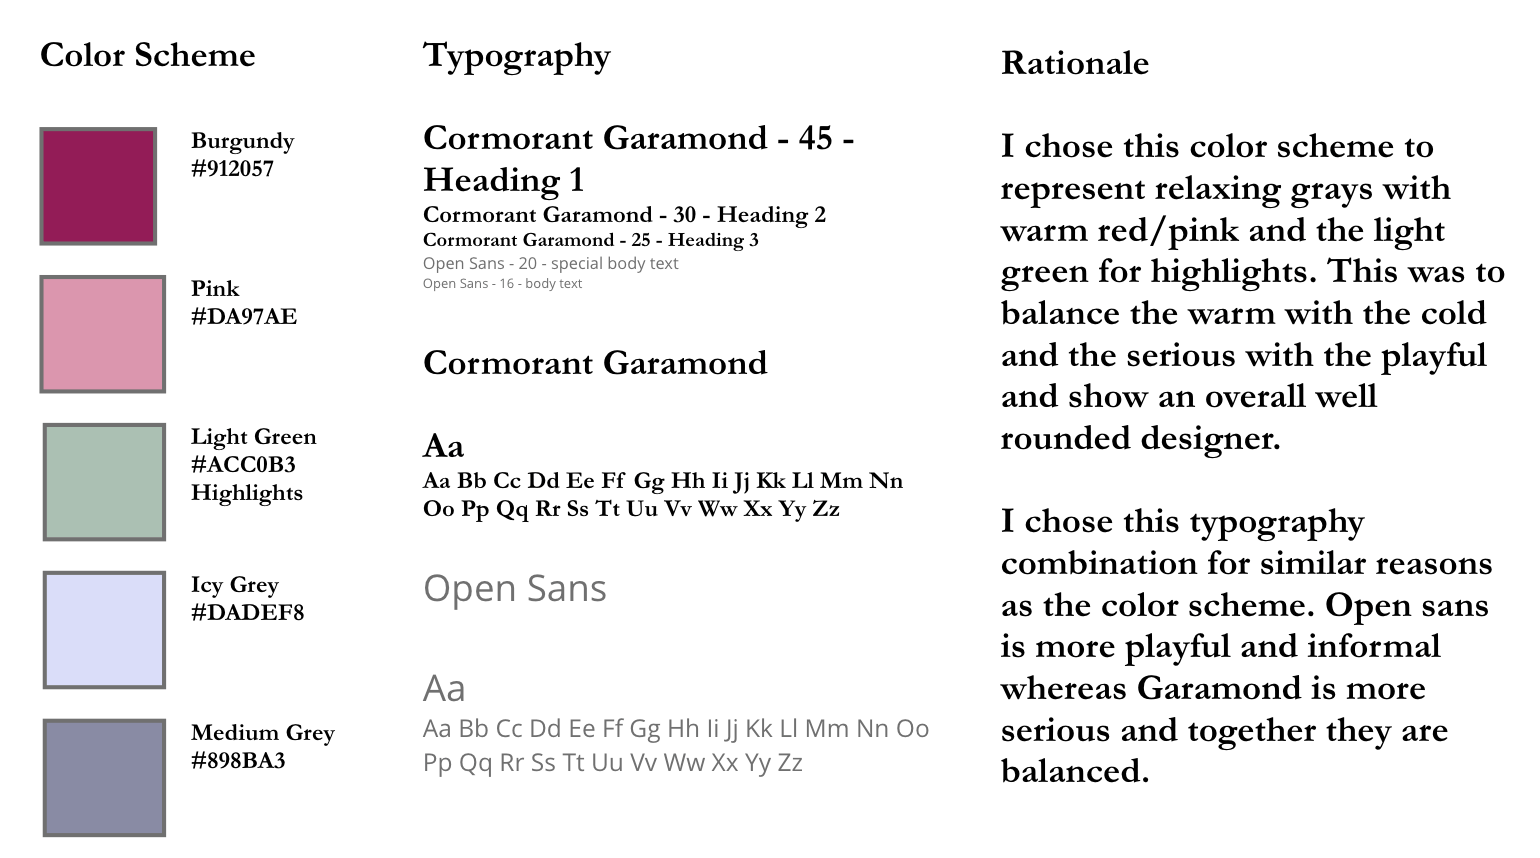 Color Scheme
Burgundy
#912057
Pink
#DA97AE
Light Green
#ACC0B3
Highlights
Icy Grey
#DADEF8
Medium Grey
#898BA3
Typography
Cormorant Garamond - 45 -
Heading 1
Cormorant Garamond - 30 - Heading 2
Cormorant Garamond - 25 - Heading 3
Open Sans - 20 - special body text
Open Sans - 16 - body text
Cormorant Garamond
Aa
Aa Bb Cc Dd Ee Ff Gg Hh Ii Jj Kk Ll Mm Nn
Oo Pp Qq Rr Ss Tt Uu Vv Ww Xx Yy Zz
Open Sans
Aa
Aa Bb Cc Dd Ee Ff Gg Hh Ii Jj Kk Ll Mm Nn Oo
Pp Qq Rr Ss Tt Uu Vv Ww Xx Yy Zz
Rationale
I chose this color scheme to
represent relaxing grays with
warm red/pink and the light
green for highlights. This was to
balance the warm with the cold
and the serious with the playful
and show an overall well
rounded designer.
I chose this typography
combination for similar reasons
as the color scheme. Open sans
is more playful and informal
whereas Garamond is more
serious and together they are
balanced.